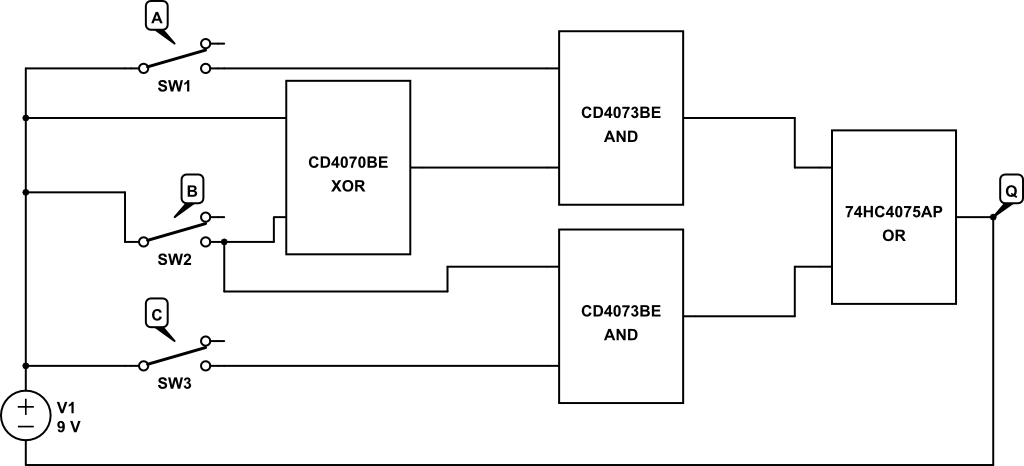 A
SW1
CD4073BE
AND
CD4070BE
XOR
B
SW2
74HC4075AP
OR
Q
C
SW3
CD4073BE
AND
V1
9 V